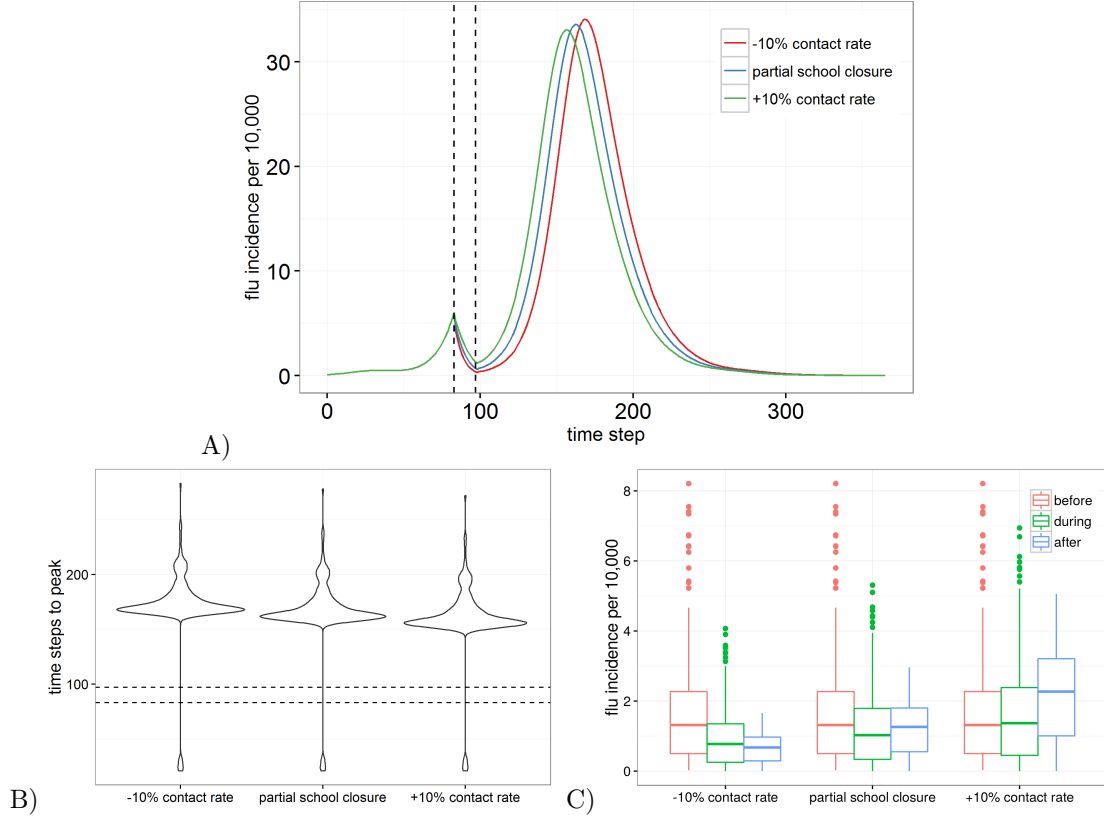 flu incidence per 10,000
30
20
10
0
-10% contact rate
partial school closure
+10% contact rate
0
100
200
300
time step
A)
time steps to peak
200
100
-10% contact rate
partial school closure
+10% contact rate
B)
flu incidence per 10,000
8
6
4
2
0
before
during
after
-10% contact rate
partial school closure
+10% contact rate
C)